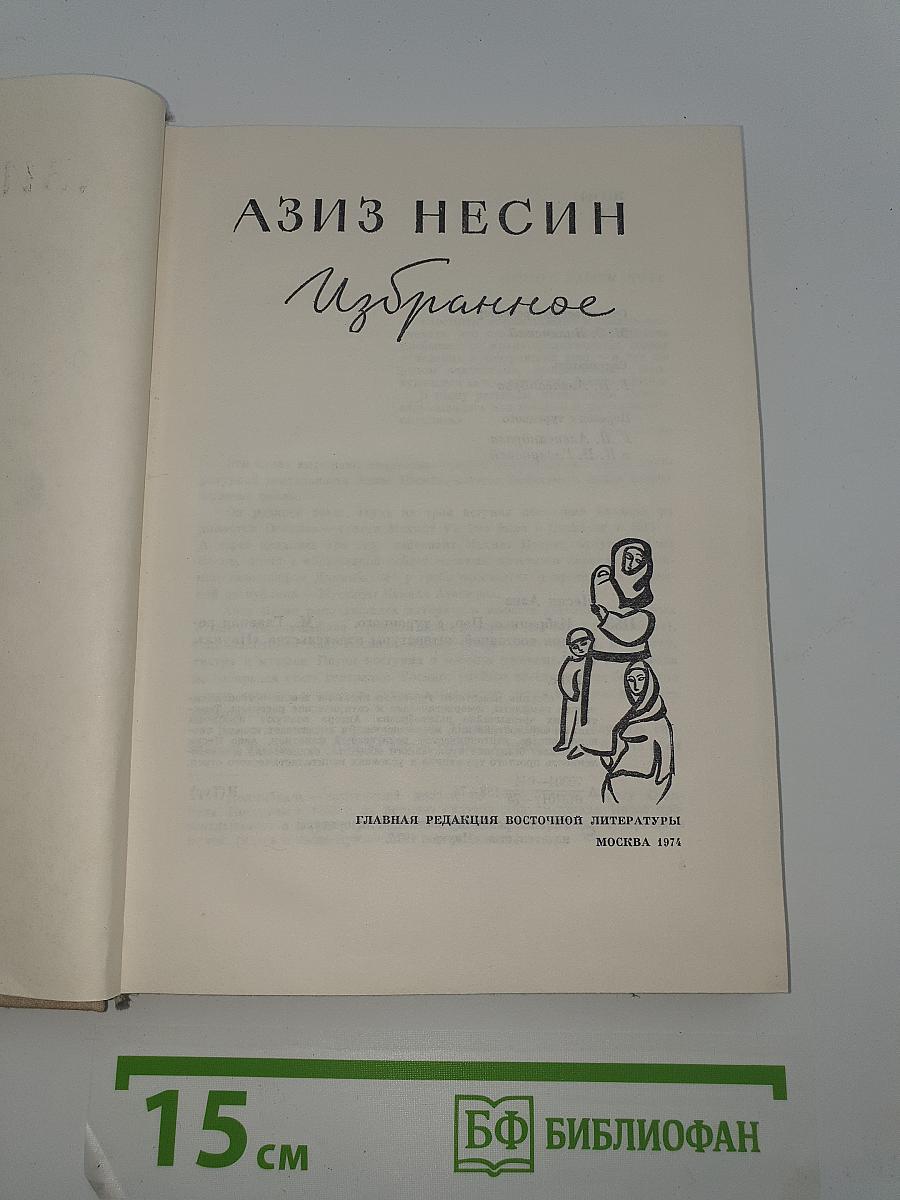 АЗИЗ НЕСИН
Избранное
ГЛАВНАЯ РЕДАКЦИЯ ВОСТОЧНОЙ ЛИТЕРАТУРЫ
МОСКВА 1974
15 см
БФ БИБЛИОФАН